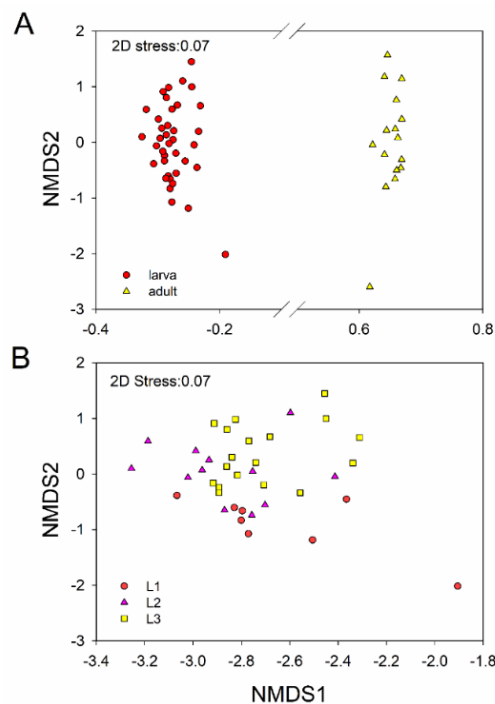 A
2D stress:0.07
2
1
0
-1
-2
-3
NMDS2
larva
adult
-0.4 -0.2 0.6 0.8
B
2D Stress:0.07
3
2
1
0
-1
-2
-3
NMDS2
L1
L2
L3
-3.4 -3.2 -3.0 -2.8 -2.6 -2.4 -2.2 -2.0 -1.8
NMDS1